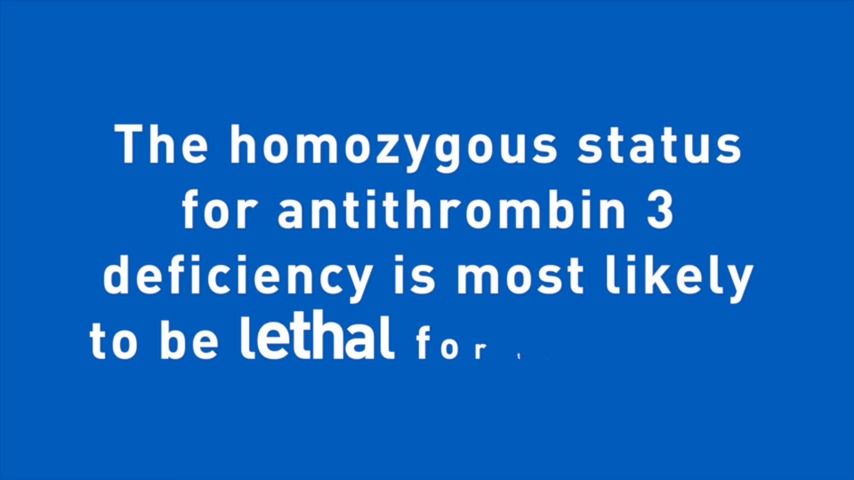 The homozygous status
for antithrombin 3
deficiency is most likely
to be lethal for